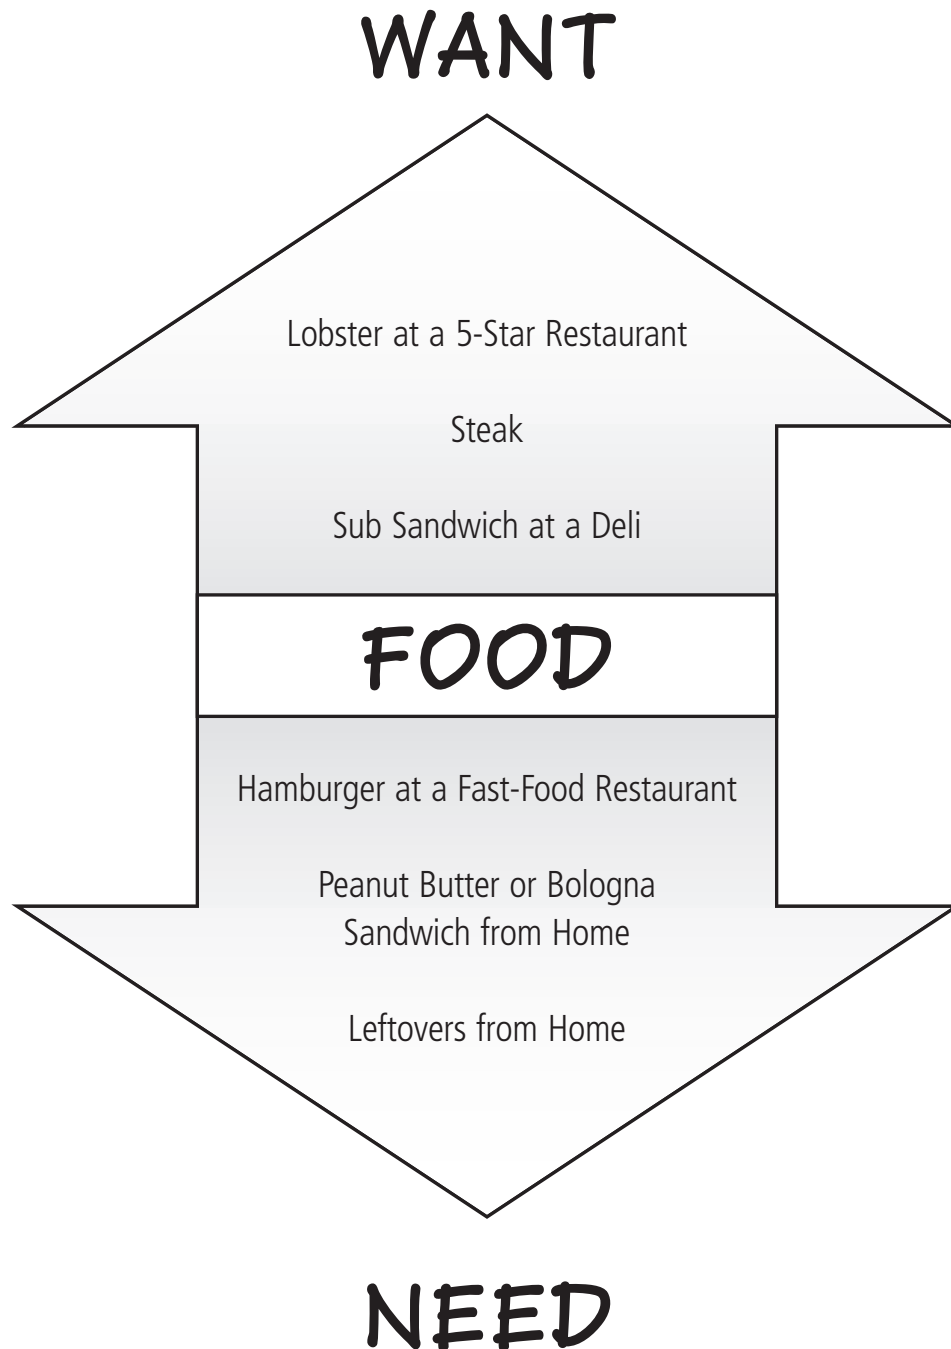 WANT
Lobster at a 5-Star Restaurant
Steak
Sub Sandwich at a Deli
FOOD
Hamburger at a Fast-Food Restaurant
Peanut Butter or Bologna
Sandwich from Home
Leftovers from Home
NEED